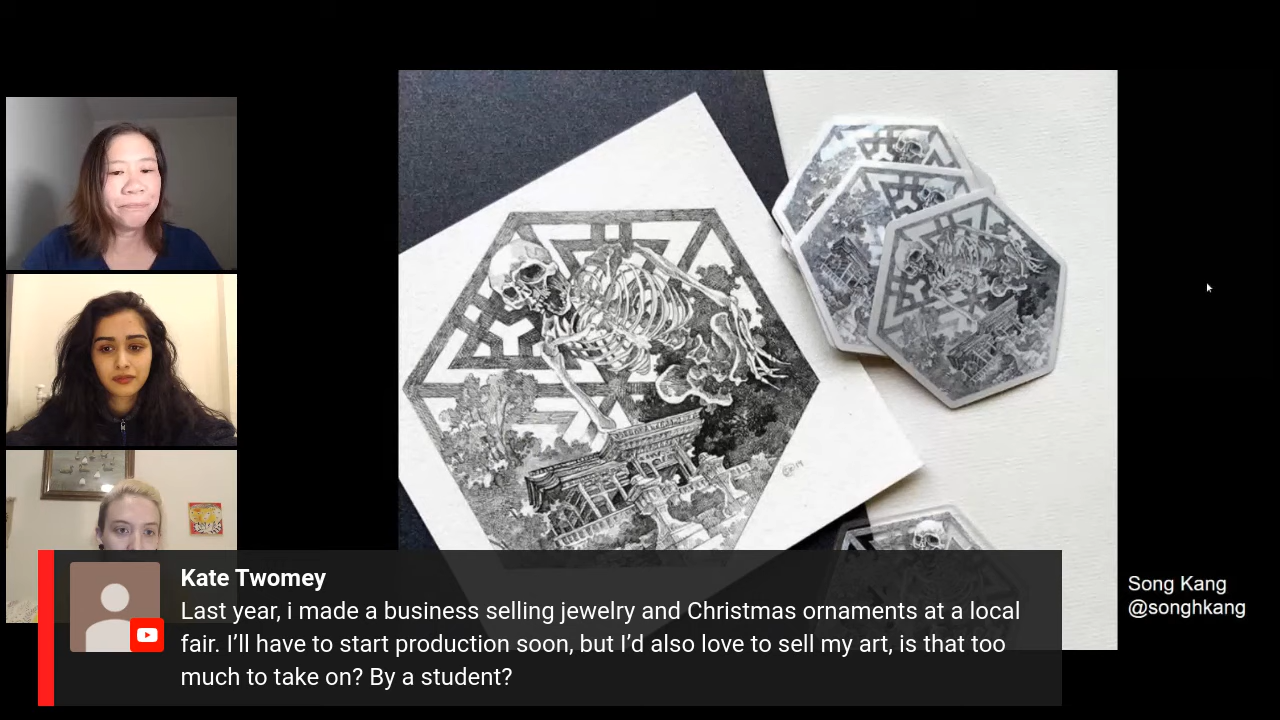 Kate Twomey
Last year, i made a business selling jewelry and Christmas ornaments at a local
fair. I’ll have to start production soon, but I’d also love to sell my art, is that too
much to take on? By a student?
Song Kang
@songhkang